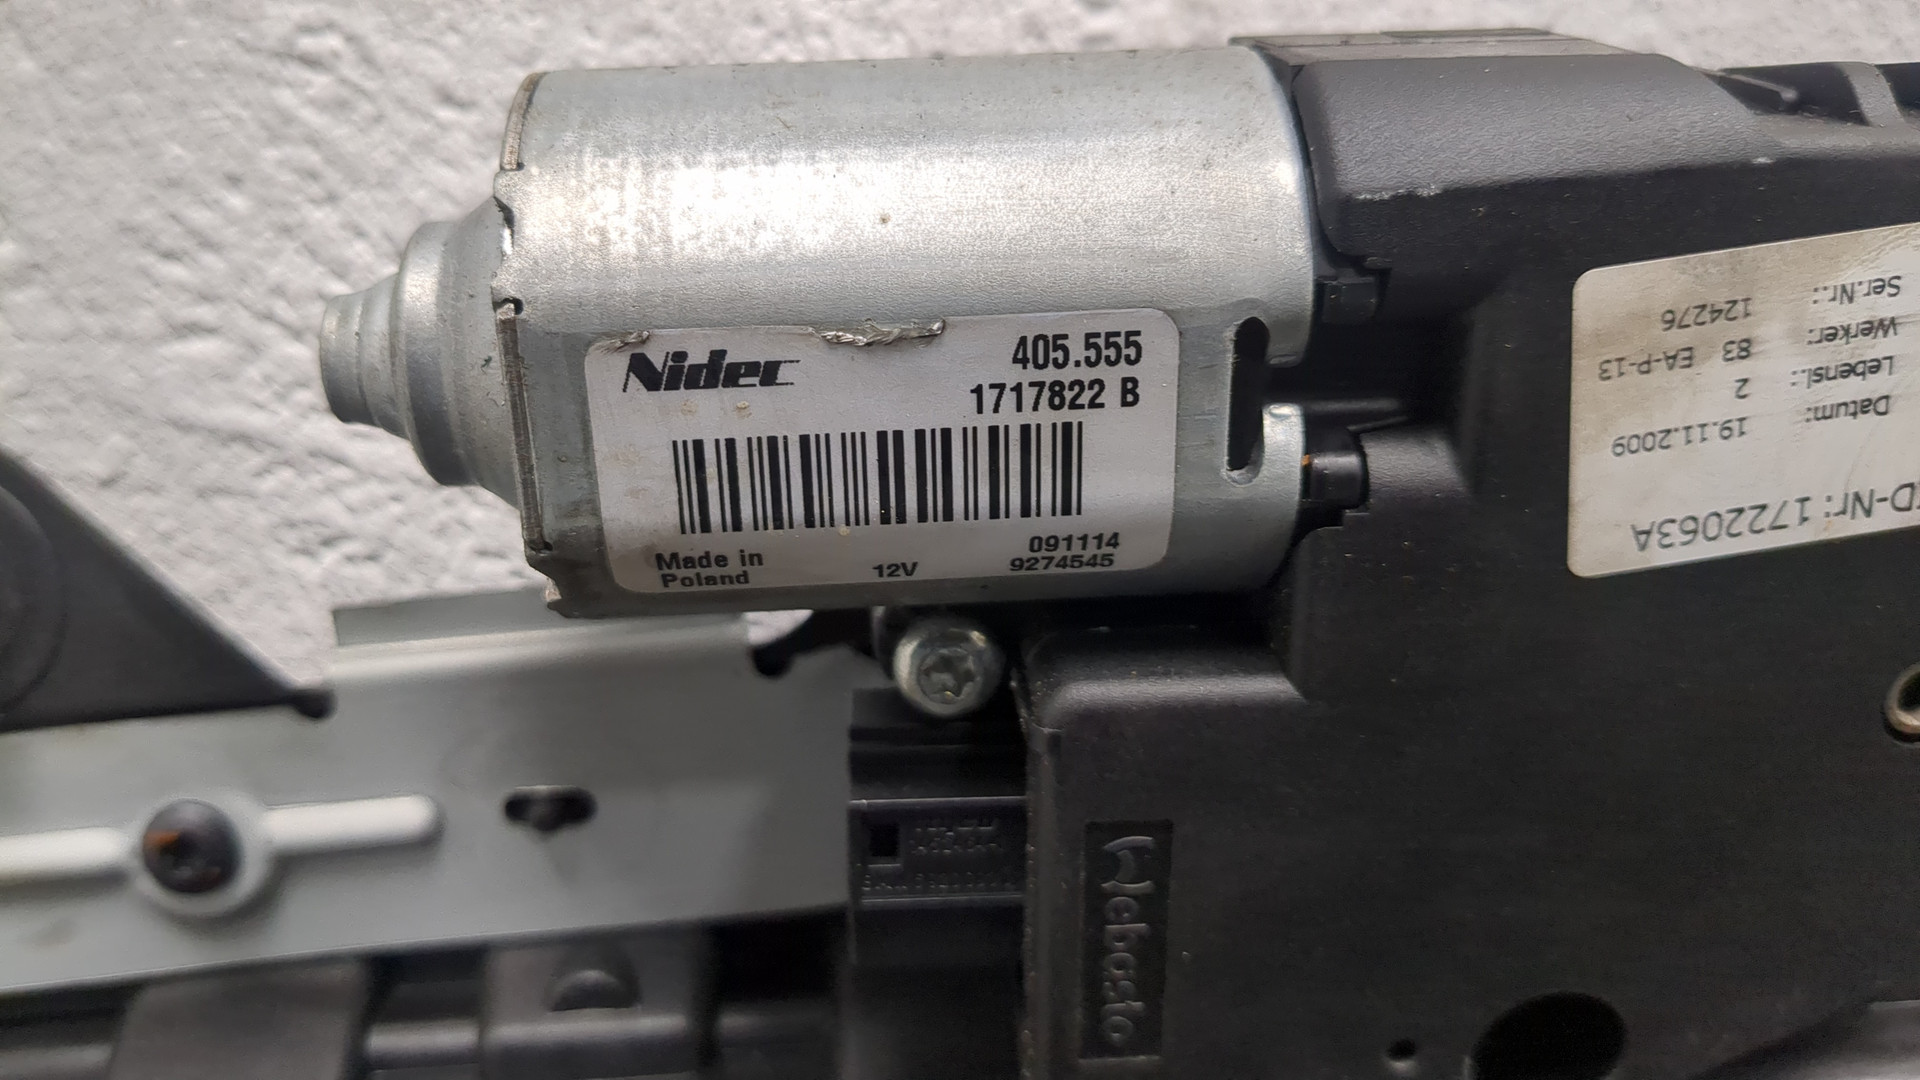 Nidec
405.555
1717822 B
Made in
Poland
12V
091114
9274545
Ser.Nr.: 124276
Werker: 83 EA-P-13
Lebensl.: 2
Datum: 19.11.2009
D-Nr: 1722063A
Webasto